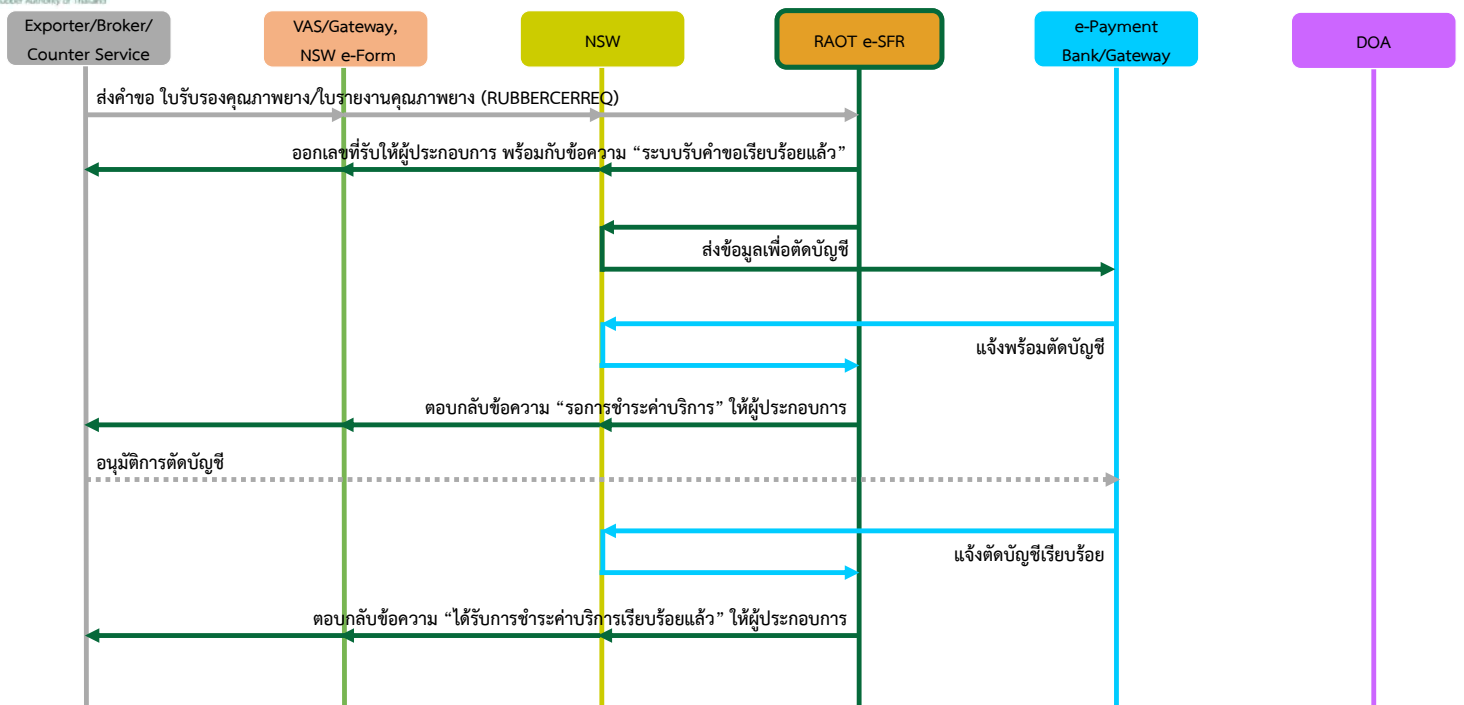 Rubber Authority of Thailand
Exporter/Broker/
Counter Service
VAS/Gateway,
NSW e-Form
NSW
RAOT e-SFR
e-Payment
Bank/Gateway
DOA
ส่งคำขอ ใบรับรองคุณภาพยาง/ใบรายงานคุณภาพยาง (RUBBERCERREQ)
ออกเลขที่รับให้ผู้ประกอบการ พร้อมกับข้อความ “ระบบรับคำขอเรียบร้อยแล้ว”
ส่งข้อมูลเพื่อตัดบัญชี
แจ้งพร้อมตัดบัญชี
ตอบกลับข้อความ “รอการชำระค่าบริการ” ให้ผู้ประกอบการ
อนุมัติการตัดบัญชี
แจ้งตัดบัญชีเรียบร้อย
ตอบกลับข้อความ “ได้รับการชำระค่าบริการเรียบร้อยแล้ว” ให้ผู้ประกอบการ